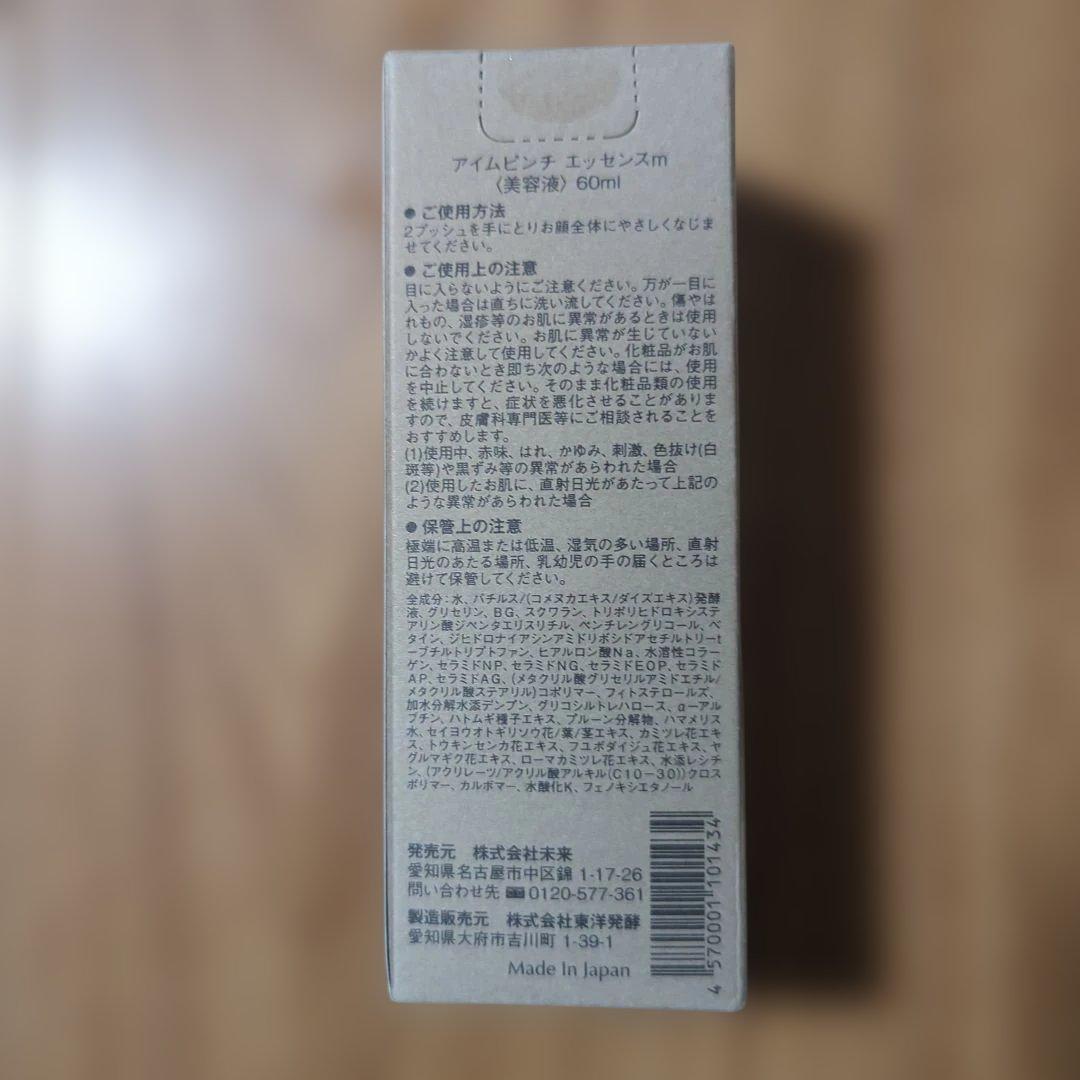 アイムピンチ エッセンスm
〈美容液〉60ml
● ご使用方法
2プッシュを手にとりお顔全体にやさしくなじま
せてください。
● ご使用上の注意
目に入らないようにご注意ください。万が一目に
入った場合は直ちに洗い流してください。傷やは
れもの、湿疹等のお肌に異常があるときは使用
しないでください。お肌に異常が生じていない
かよく注意して使用してください。化粧品がお肌
に合わないとき即ち次のような場合には、使用
を中止してください。そのまま化粧品類の使用
を続けますと、症状を悪化させることがありま
すので、皮膚科専門医等にご相談されることを
おすすめします。
(1)使用中、赤味、はれ、かゆみ、刺激、色抜け(白
斑等)や黒ずみ等の異常があらわれた場合
(2)使用したお肌に、直射日光があたって上記の
ような異常があらわれた場合
● 保管上の注意
極端に高温または低温、湿気の多い場所、直射
日光のあたる場所、乳幼児の手の届くところは
避けて保管してください。
全成分：水、バチルス/(コメヌカエキス/ダイズエキス)発酵
液、グリセリン、BG、スクワラン、トリポリヒドロキシステ
アリン酸ジペンタエリスリチル、ペンチレングリコール、ベ
タイン、ジヒドロナイアシンアミドリボシドアセチルトリーt
ーブチルトリプトファン、ヒアルロン酸Na、水溶性コラー
ゲン、セラミドNP、セラミドNG、セラミドEOP、セラミド
AP、セラミドAG、(メタクリル酸グリセリルアミドエチル/
メタクリル酸ステアリル)コポリマー、フィトステロールズ、
加水分解水添デンプン、グリコシルトレハロース、α－アル
ブチン、ハトムギ種子エキス、プルーン分解物、ハマメリス
水、セイヨウオトギリソウ花/葉/茎エキス、カミツレ花エキ
ス、トウキンセンカ花エキス、フユボダイジュ花エキス、ヤ
グルマギク花エキス、ローマカミツレ花エキス、水添レシチ
ン、(アクリレーツ/アクリル酸アルキル(C10－30))クロス
ポリマー、カルボマー、水酸化K、フェノキシエタノール
発売元 株式会社未来
愛知県名古屋市中区錦 1-17-26
問い合わせ先 0120-577-361
製造販売元 株式会社東洋発酵
愛知県大府市吉川町 1-39-1
Made In Japan
4 570001 101434